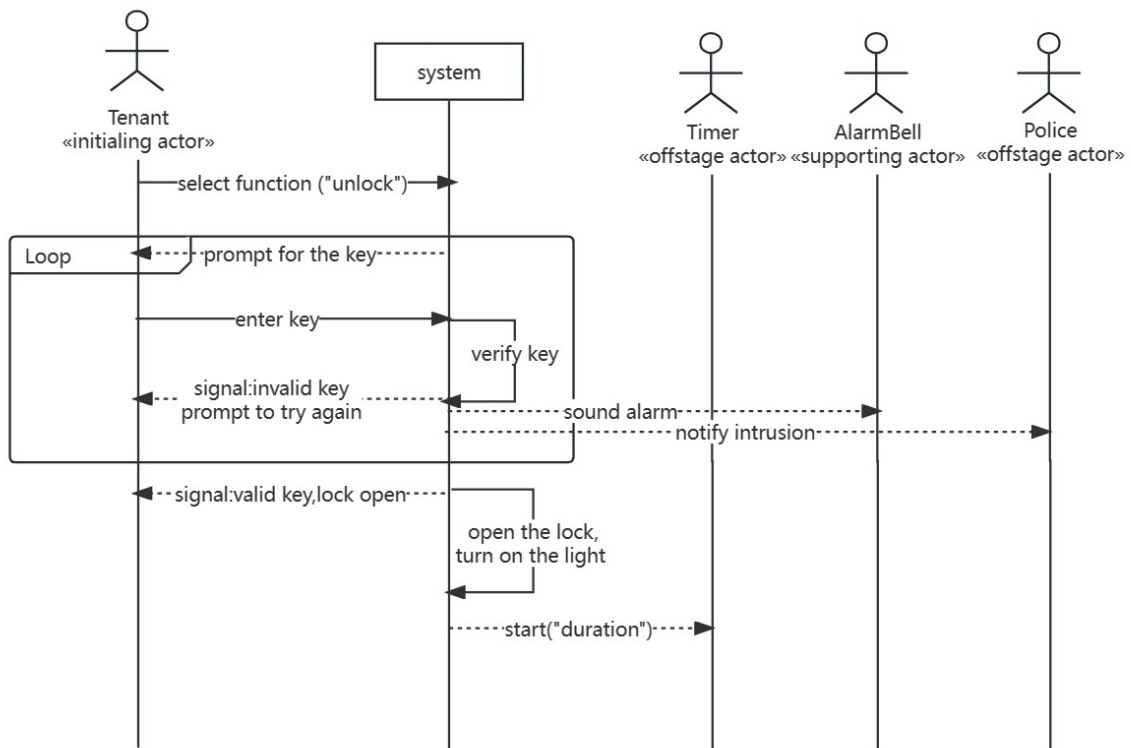 system
Tenant
«initialing actor»
Timer
«offstage actor»
AlarmBell
«supporting actor»
Police
«offstage actor»
select function ("unlock")
Loop
prompt for the key
enter key
verify key
signal:invalid key
prompt to try again
sound alarm
notify intrusion
signal:valid key,lock open
open the lock,
turn on the light
start("duration")